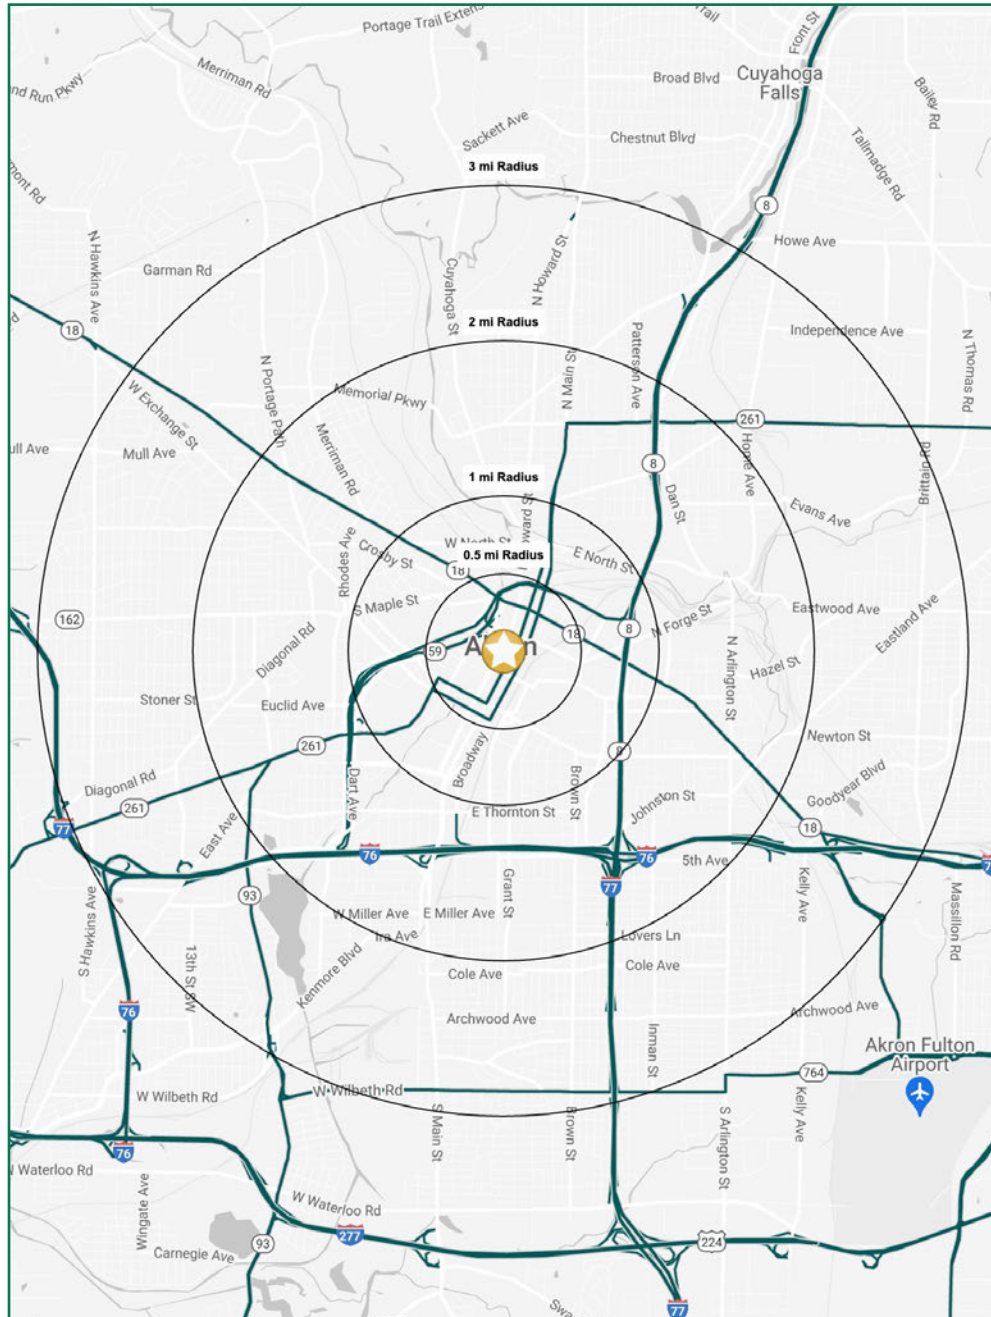 Portage Trail Extens
Trail
Front St
Merriman Rd
and Run Pkwy
Broad Blvd
Cuyahoga
Falls
Bailey Rd
Sackett Ave
Chestnut Blvd
Tallmadge Rd
3 mi Radius
mont Rd
8
N Hawkins Ave
Howe Ave
Garman Rd
Cuyahoga St
N Howard St
2 mi Radius
18
Patterson Ave
Independence Ave
N Thomas Rd
N Portage Path
N Main St
W Exchange St
Memorial Pkwy
261
Mull Ave
ull Ave
Merriman Rd
8
Home Ave
Brittain Rd
1 mi Radius
Dan St
Evans Ave
oward St
W North St
0.5 mi Radius
E North St
Rhodes Ave
Crosby St
18
S Maple St
Eastwood Ave
162
N Forge St
Eastland Ave
8
18
59
Diagonal Rd
N Arlington St
Hazel St
Stoner St
Euclid Ave
261
Newton St
8
Broadway
Diagonal Rd
Dart Ave
Brown St
Johnston St
Goodyear Blvd
261
E Thornton St
18
77
East Ave
76
76
5th Ave
93
77
Grant St
Kelly Ave
Massillon Rd
W Miller Ave
E Miller Ave
S Hawkins Ave
Ira Ave
Lovers Ln
13th St SW
Kenmore Blvd
Cole Ave
Cole Ave
76
Archwood Ave
Archwood Ave
Inman St
Akron Fulton
Airport
764
W Wilbeth Rd
W Wilbeth Rd
S Main St
Brown St
S Arlington St
Kelly Ave
76
W Waterloo Rd
Wingate Ave
W Waterloo Rd
277
93
224
Carnegie Ave
77